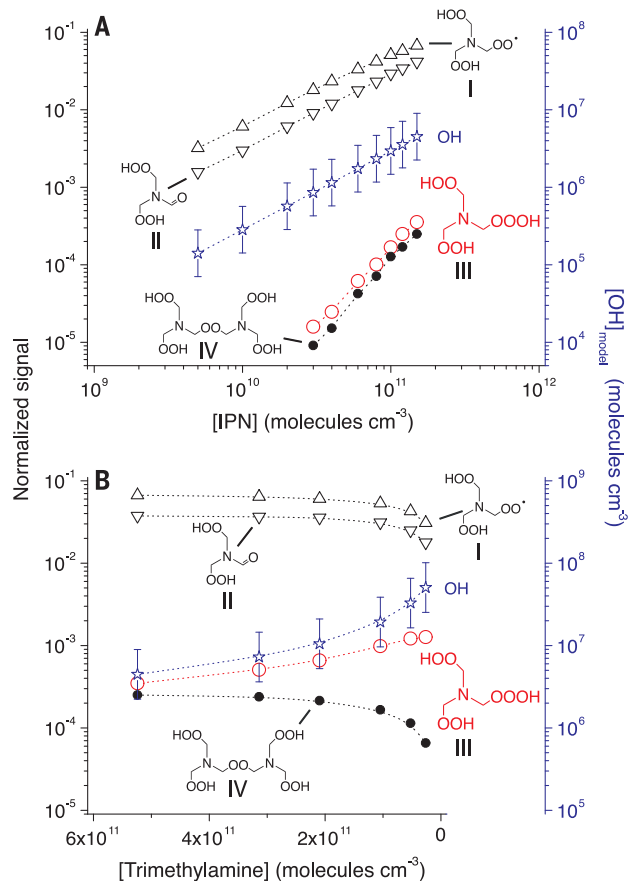 A
10⁻¹
10⁻²
10⁻³
10⁻⁴
10⁻⁵
10⁸
10⁷
10⁶
10⁵
10⁴
10⁹
10¹⁰
10¹¹
10¹²
HOO
N
OO•
OOH
I
HOO
N
O
OOH
II
OH
HOO
N
OOOH
OOH
III
HOO
OOH
N
OO
N
OOH
OOH
IV
[IPN] (molecules cm⁻³)
Normalized signal
[OH]model (molecules cm⁻³)
B
10⁻¹
10⁻²
10⁻³
10⁻⁴
10⁻⁵
10⁹
10⁸
10⁷
10⁶
10⁵
HOO
N
OO•
OOH
I
HOO
N
O
OOH
II
OH
HOO
N
OOOH
OOH
III
HOO
OOH
N
OO
N
OOH
OOH
IV
6x10¹¹
4x10¹¹
2x10¹¹
0
[Trimethylamine] (molecules cm⁻³)